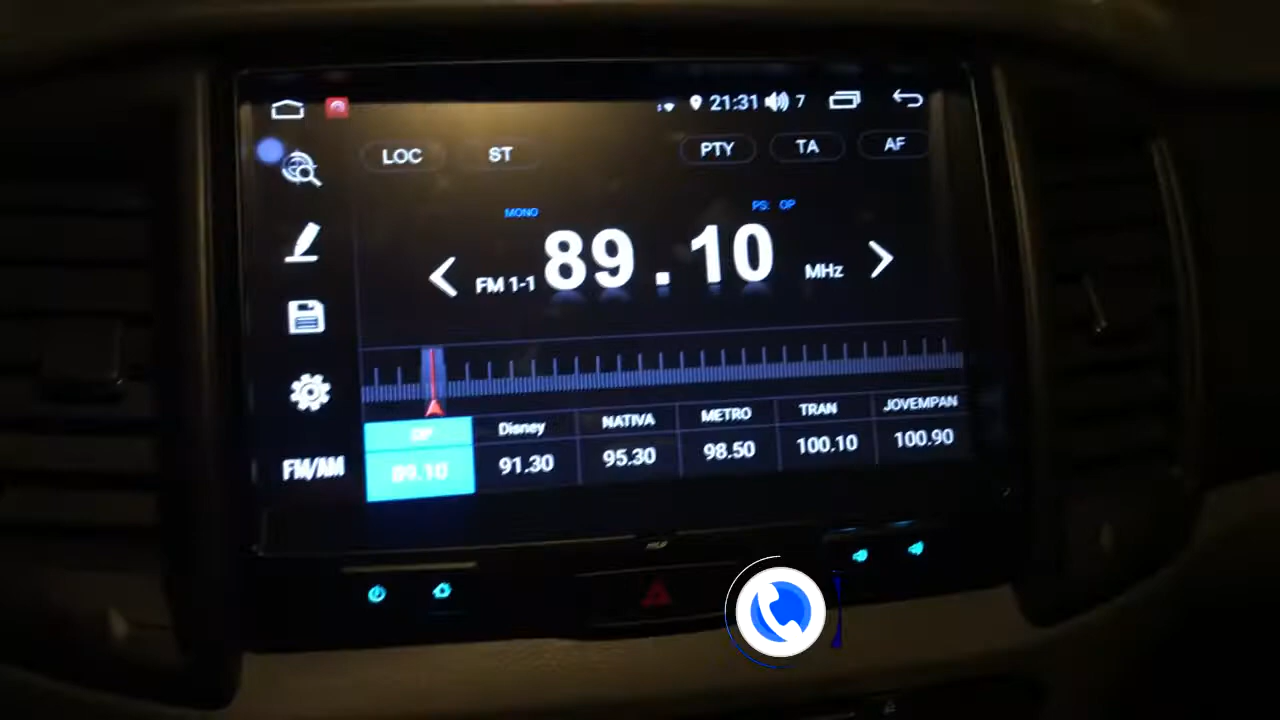 21:31 7
LOC ST PTY TA AF
MONO PS: OP
FM 1-1 89.10 MHz
FM/AM
Disney NATIVA METRO TRAN JOVEMPAN
89.10 91.30 95.30 98.50 100.10 100.90